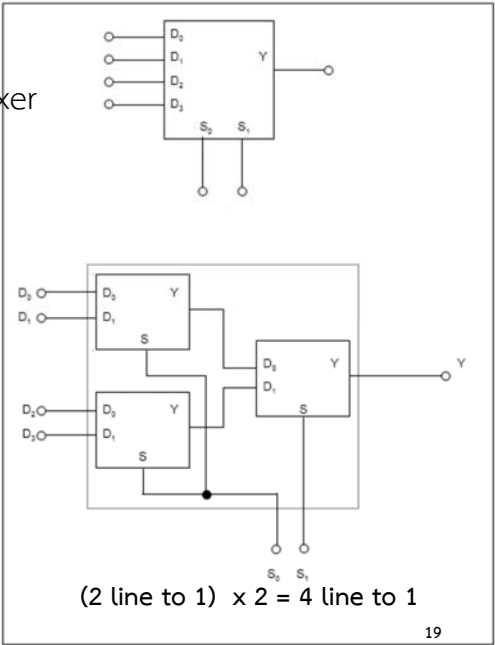 D₀
D₁
Y
D₂
D₃
S₀ S₁
xer
D₀ D₀ Y
D₁ D₁
S
D₀ Y Y
D₁
D₂ D₀ Y
D₃ D₁
S
S
S₀ S₁
(2 line to 1) x 2 = 4 line to 1
19